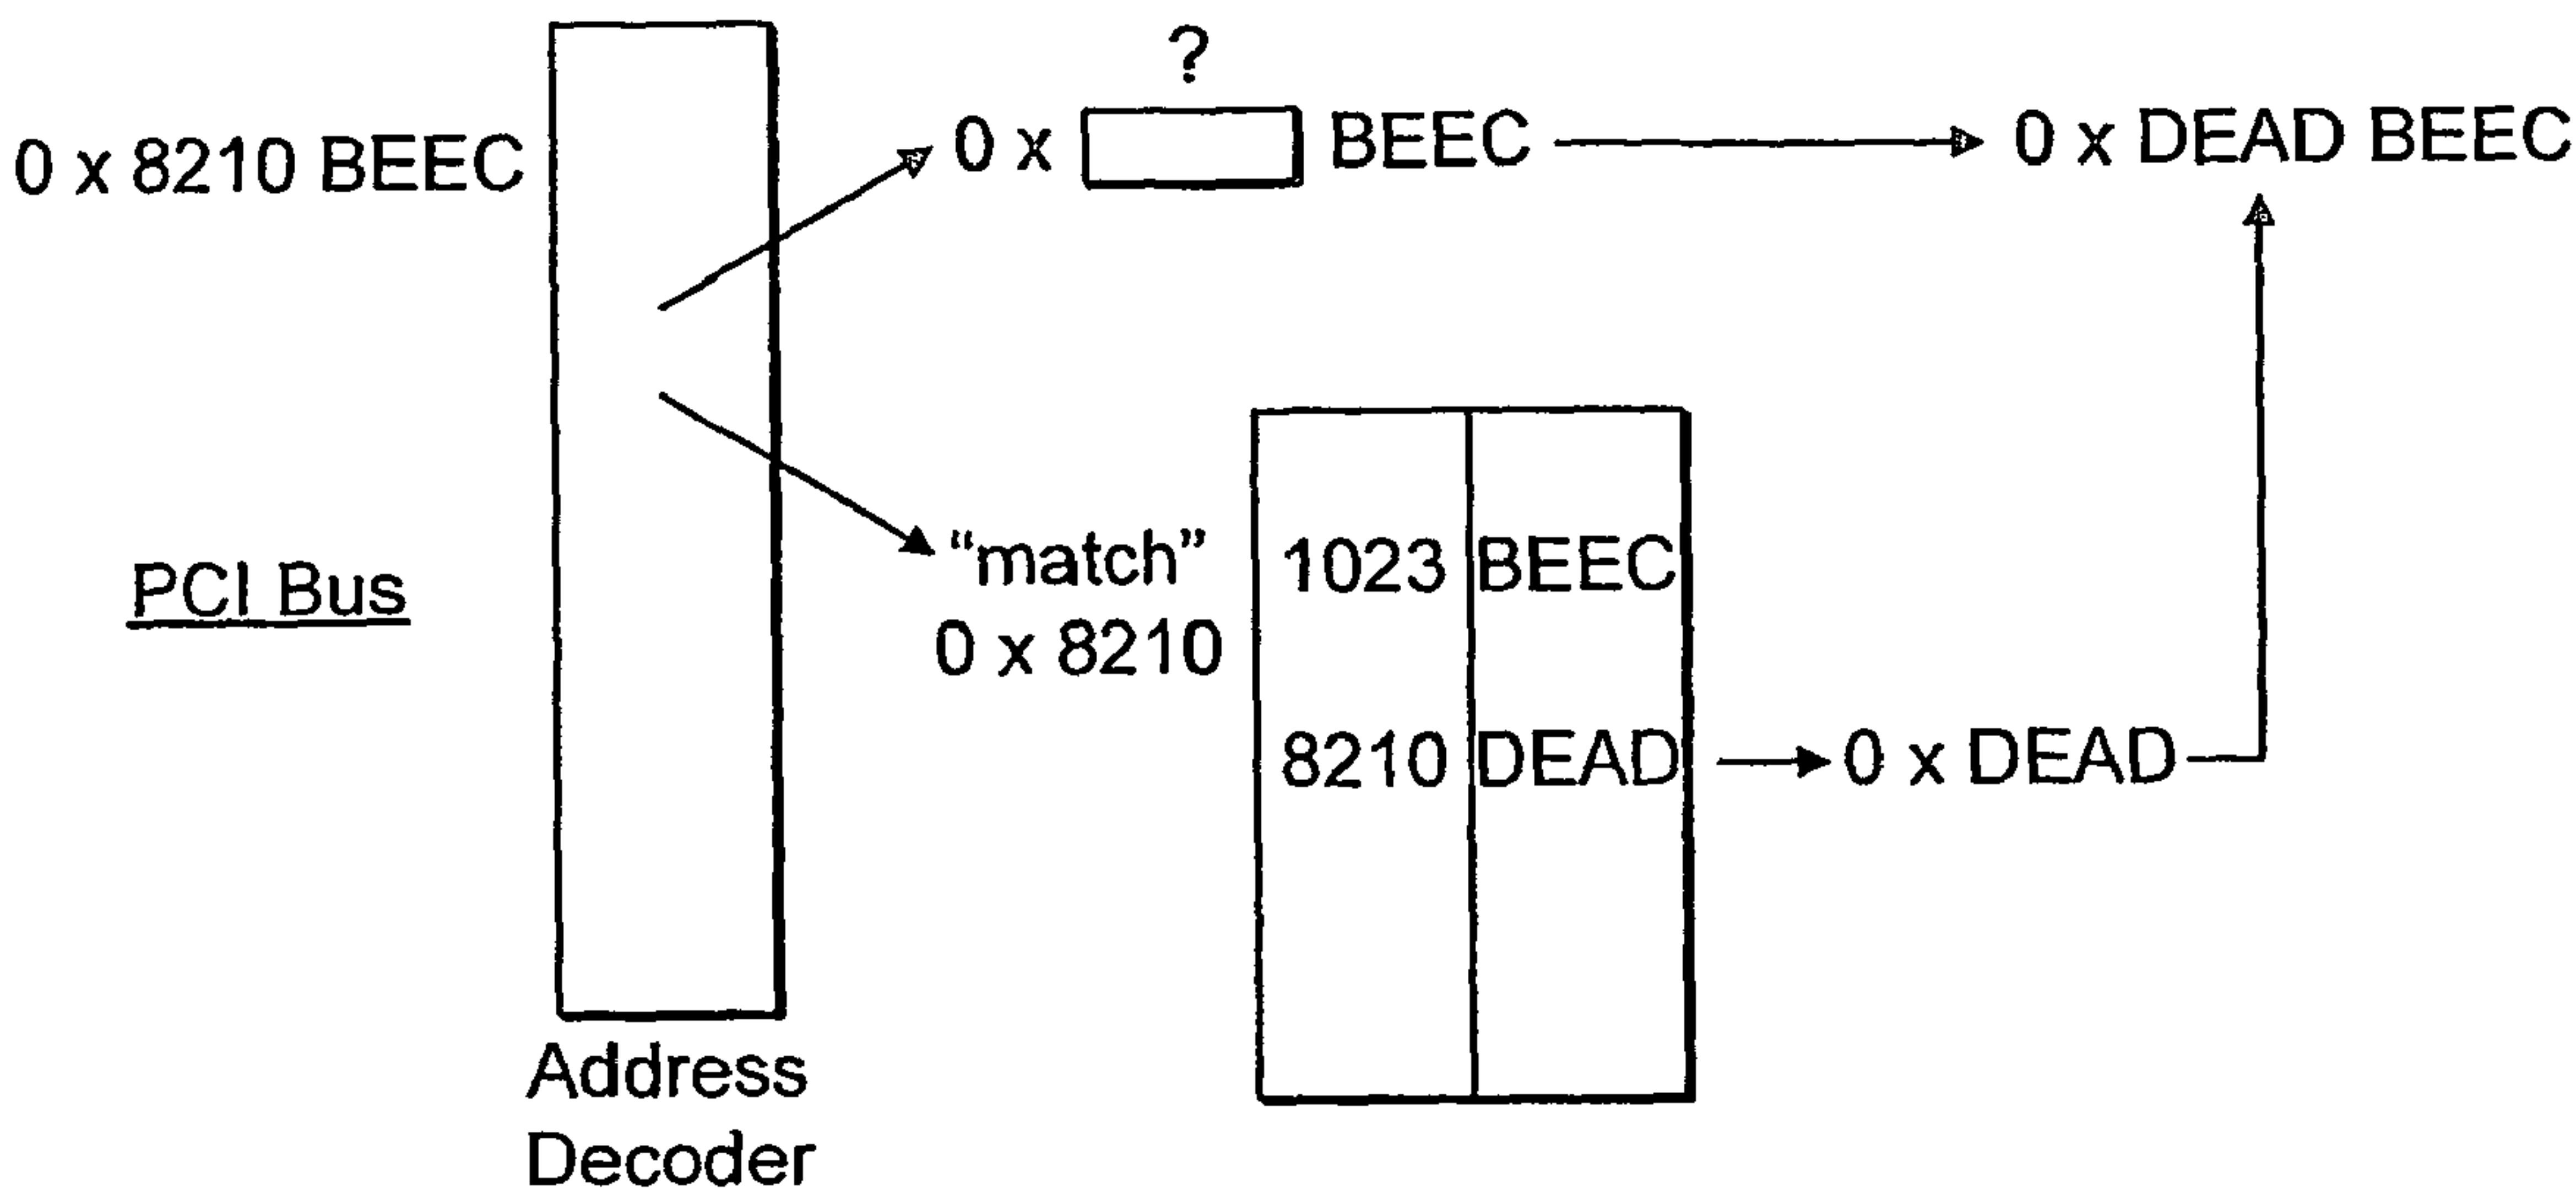 ?
0 x 8210 BEEC
0 x BEEC
0 x DEAD BEEC
PCI Bus
“match”
0 x 8210
1023 BEEC
8210 DEAD
0 x DEAD
Address
Decoder